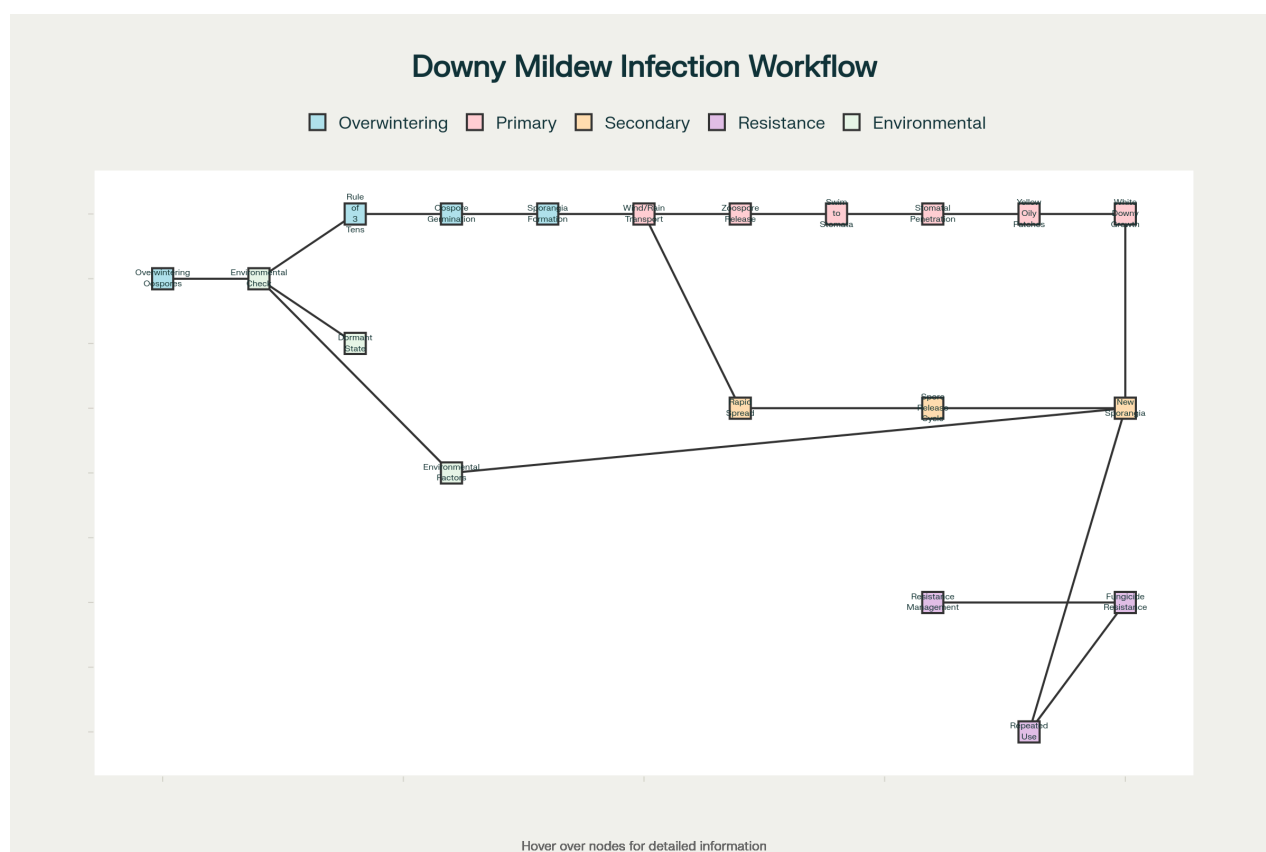 Downy Mildew Infection Workflow
Overwintering
Primary
Secondary
Resistance
Environmental
Rule
of
3
Tens
Oospore
Germination
Sporangia
Formation
Wind/Rain
Transport
Zoospore
Release
Swim
to
Stomata
Stomatal
Penetration
Yellow
Oily
Patches
White
Downy
Growth
Overwintering
Oospores
Environmental
Check
Dormant
State
Rapid
Spread
Spore
Release
Cycle
New
Sporangia
Environmental
Factors
Resistance
Management
Fungicide
Resistance
Repeated
Use
Hover over nodes for detailed information